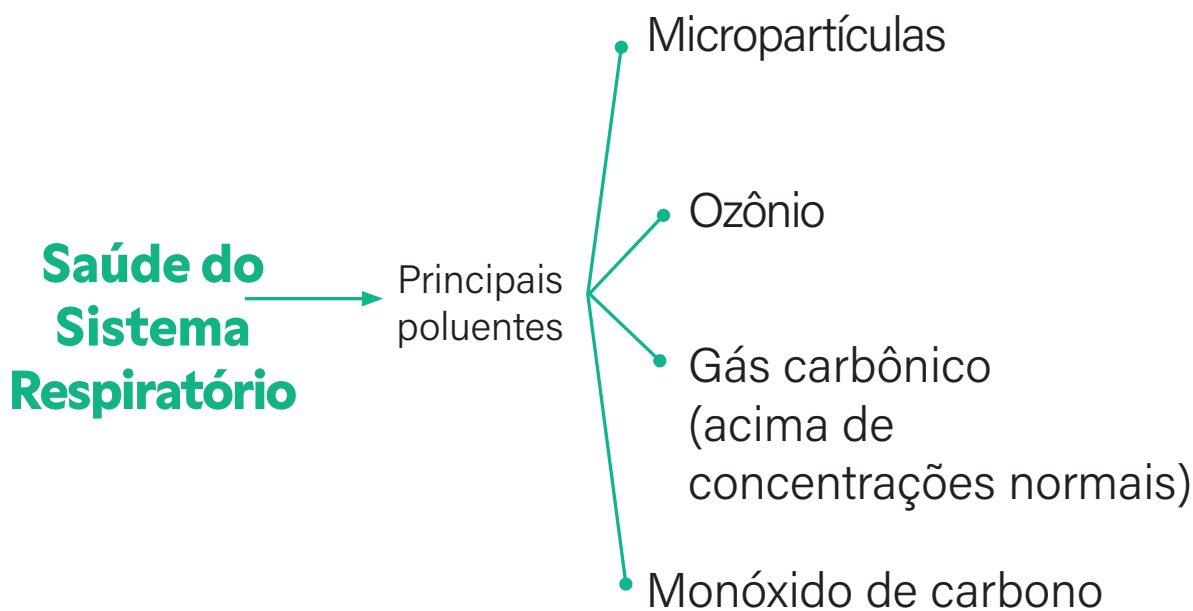 Saúde do
Sistema
Respiratório
Principais
poluentes
Micropartículas
Ozônio
Gás carbônico
(acima de
concentrações normais)
Monóxido de carbono